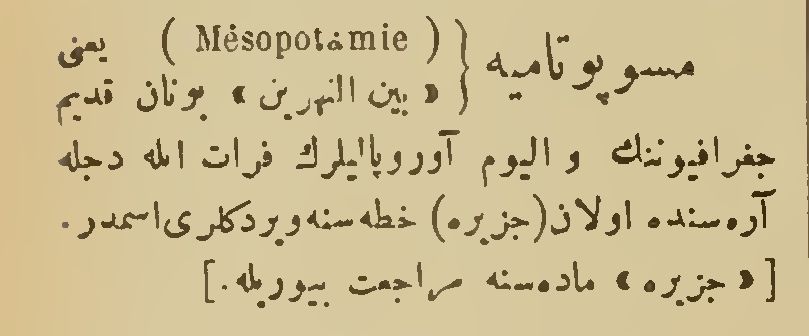 مسوپوتامیه { (Mésopotamie) یعنی
« بین النهرین » یونان قدیم
جغرافیوننك و الیوم آوروپالیلرك فرات ایله دجله
آره‌سنده اولان (جزیره) خطه‌سنه ویردكلری اسمدر .
[« جزیره » ماده‌سنه مراجعت بیوریله .]